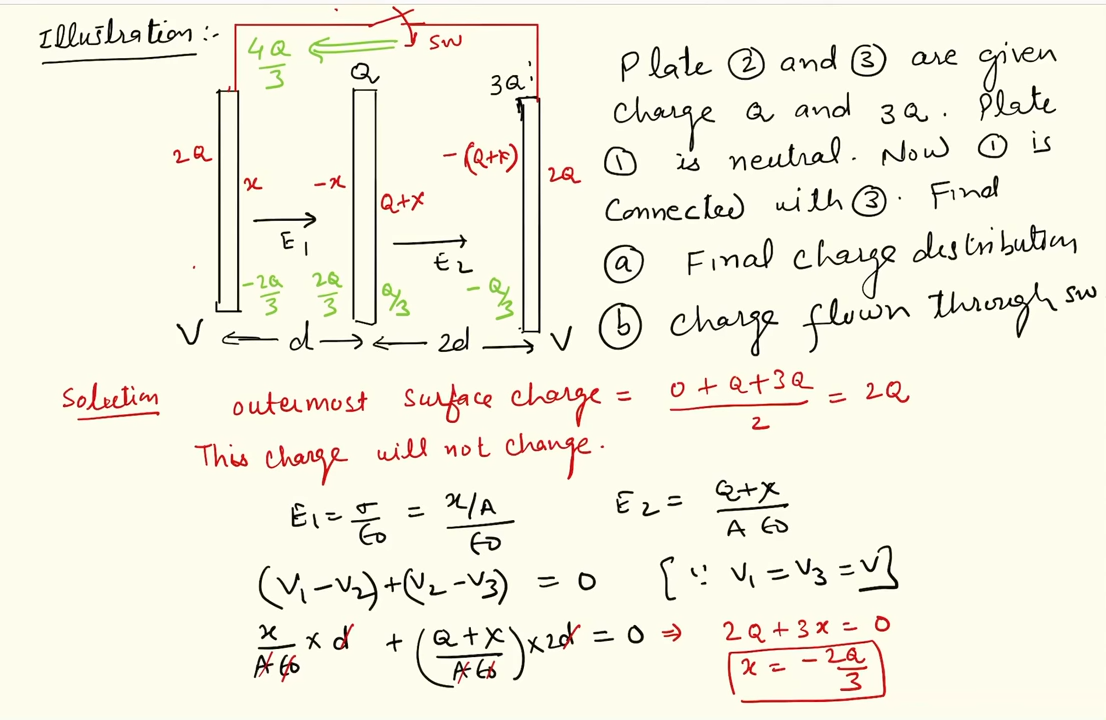 Illustration :-
4Q/3
SW
Q
3Q
2Q
x
-x
Q+x
-(Q+x)
2Q
E1
E2
-2Q/3
2Q/3
Q/3
-Q/3
V
d
2d
V
Plate ② and ③ are given
charge Q and 3Q. Plate
① is neutral. Now ① is
Connected with ③. Find
ⓐ Final charge distribution
ⓑ charge flown through sw
Solution outermost surface charge = (0 + Q + 3Q)/2 = 2Q
This charge will not change.
E1 = σ/ε0 = (x/A)/ε0 E2 = (Q+x)/(A ε0)
(V1 - V2) + (V2 - V3) = 0 [∵ V1 = V3 = V]
x/(Aε0) × d + ((Q+x)/(Aε0)) × 2d = 0 ⇒ 2Q + 3x = 0
x = -2Q/3